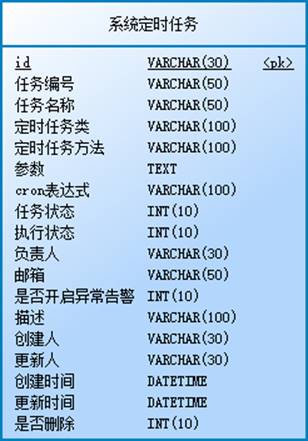 系统定时任务
id VARCHAR(30) <pk>
任务编号 VARCHAR(50)
任务名称 VARCHAR(50)
定时任务类 VARCHAR(100)
定时任务方法 VARCHAR(100)
参数 TEXT
cron表达式 VARCHAR(100)
任务状态 INT(10)
执行状态 INT(10)
负责人 VARCHAR(30)
邮箱 VARCHAR(50)
是否开启异常告警 INT(10)
描述 VARCHAR(100)
创建人 VARCHAR(30)
更新人 VARCHAR(30)
创建时间 DATETIME
更新时间 DATETIME
是否删除 INT(10)